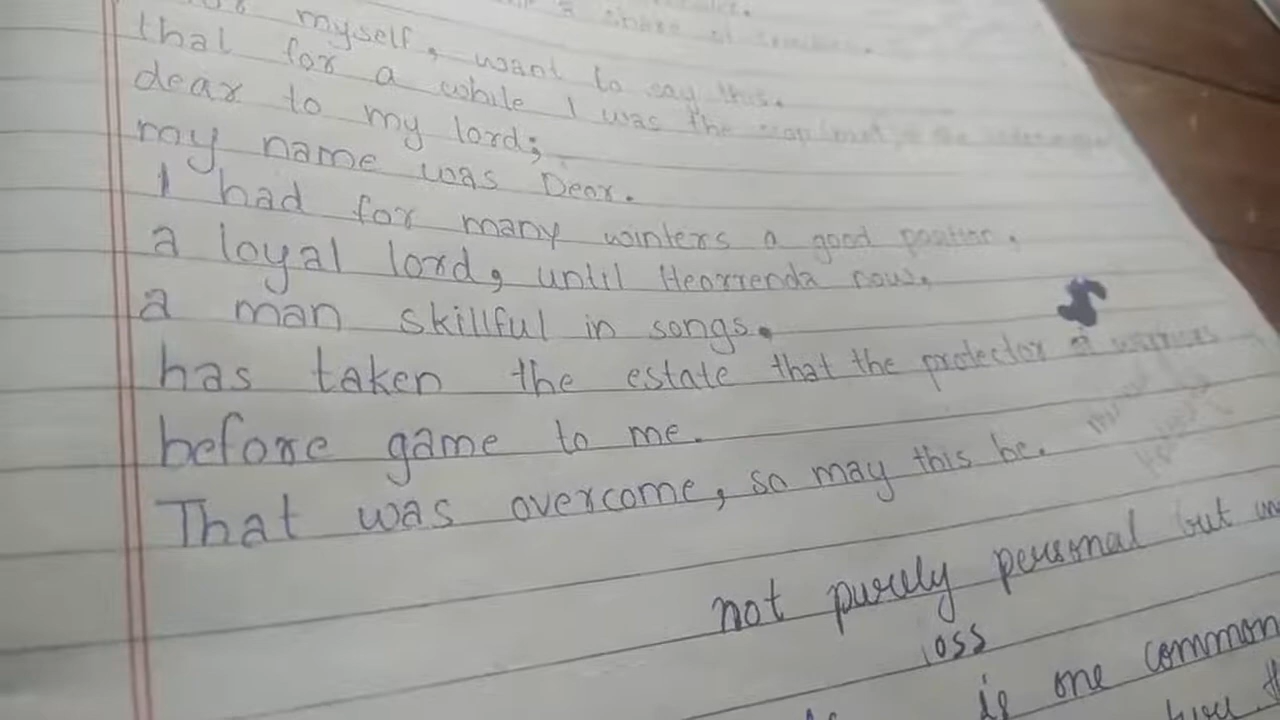 myself, want to say this.
that for a while I was the
dear to my lord;
my name was Deor.
I had for many winters a good position,
a loyal lord, until Heorrenda now,
a man skillful in songs.
has taken the estate that the protector of warriors
before game to me.
That was overcome, so may this be.
not purely personal but
loss
is one common